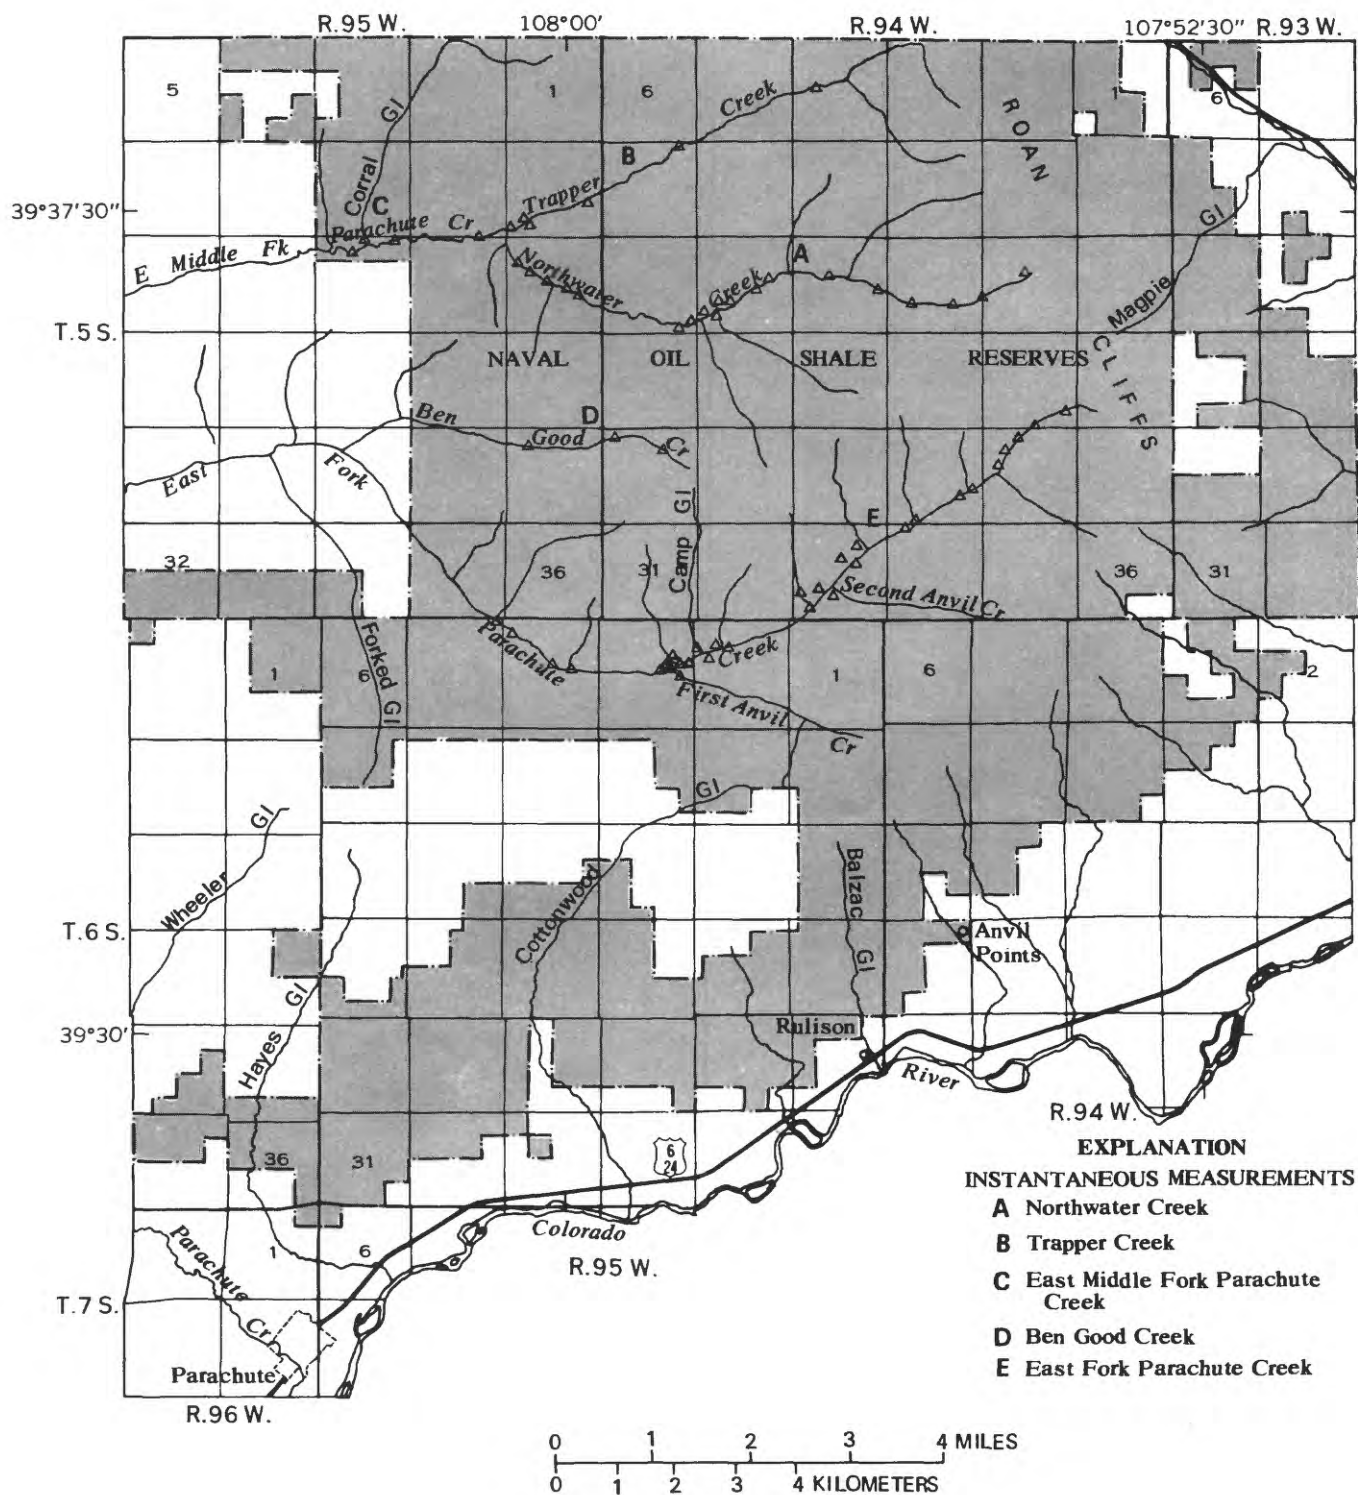 R.95 W.
108°00'
R.94 W.
107°52'30"
R.93 W.
5
1
6
1
6
Corral Gl
Creek
ROAN
B
Trapper
C
39°37'30"
Parachute Cr
E Middle Fk
A
Northwater
Creek
Magpie Gl
T.5 S.
NAVAL OIL SHALE RESERVES
CLIFFS
Ben
D
Good
Cr
East
Fork
Camp Gl
E
32
36
31
36
31
Second Anvil Cr
Parachute
Creek
Forked Gl
1
6
1
6
2
First Anvil
Cr
Gl
Gl
Wheeler
Cottonwood
Balzac
Gl
T.6 S.
Anvil
Points
Gl
39°30'
Rulison
Hayes
River
R.94 W.
36
31
6
24
Colorado
Parachute
1
6
R.95 W.
T.7 S.
Cr
Parachute
R.96 W.
EXPLANATION
INSTANTANEOUS MEASUREMENTS
A Northwater Creek
B Trapper Creek
C East Middle Fork Parachute
Creek
D Ben Good Creek
E East Fork Parachute Creek
0 1 2 3 4 MILES
0 1 2 3 4 KILOMETERS